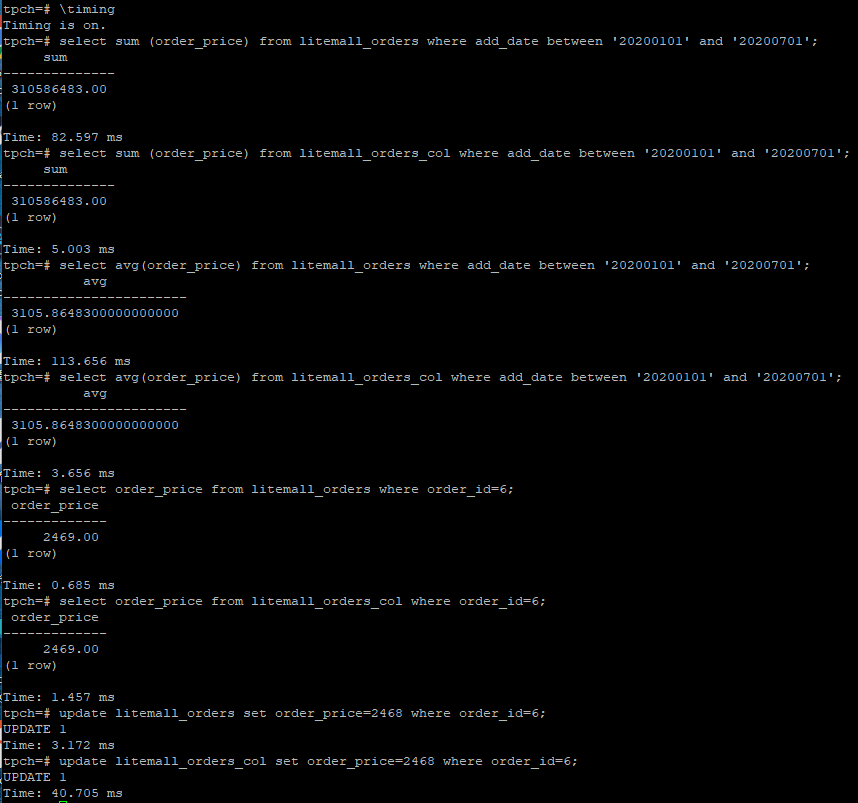 tpch=# \timing
Timing is on.
tpch=# select sum (order_price) from litemall_orders where add_date between '20200101' and '20200701';
     sum
--------------
 310586483.00
(1 row)

Time: 82.597 ms
tpch=# select sum (order_price) from litemall_orders_col where add_date between '20200101' and '20200701';
     sum
--------------
 310586483.00
(1 row)

Time: 5.003 ms
tpch=# select avg(order_price) from litemall_orders where add_date between '20200101' and '20200701';
          avg
-----------------------
 3105.8648300000000000
(1 row)

Time: 113.656 ms
tpch=# select avg(order_price) from litemall_orders_col where add_date between '20200101' and '20200701';
          avg
-----------------------
 3105.8648300000000000
(1 row)

Time: 3.656 ms
tpch=# select order_price from litemall_orders where order_id=6;
 order_price
-------------
     2469.00
(1 row)

Time: 0.685 ms
tpch=# select order_price from litemall_orders_col where order_id=6;
 order_price
-------------
     2469.00
(1 row)

Time: 1.457 ms
tpch=# update litemall_orders set order_price=2468 where order_id=6;
UPDATE 1
Time: 3.172 ms
tpch=# update litemall_orders_col set order_price=2468 where order_id=6;
UPDATE 1
Time: 40.705 ms